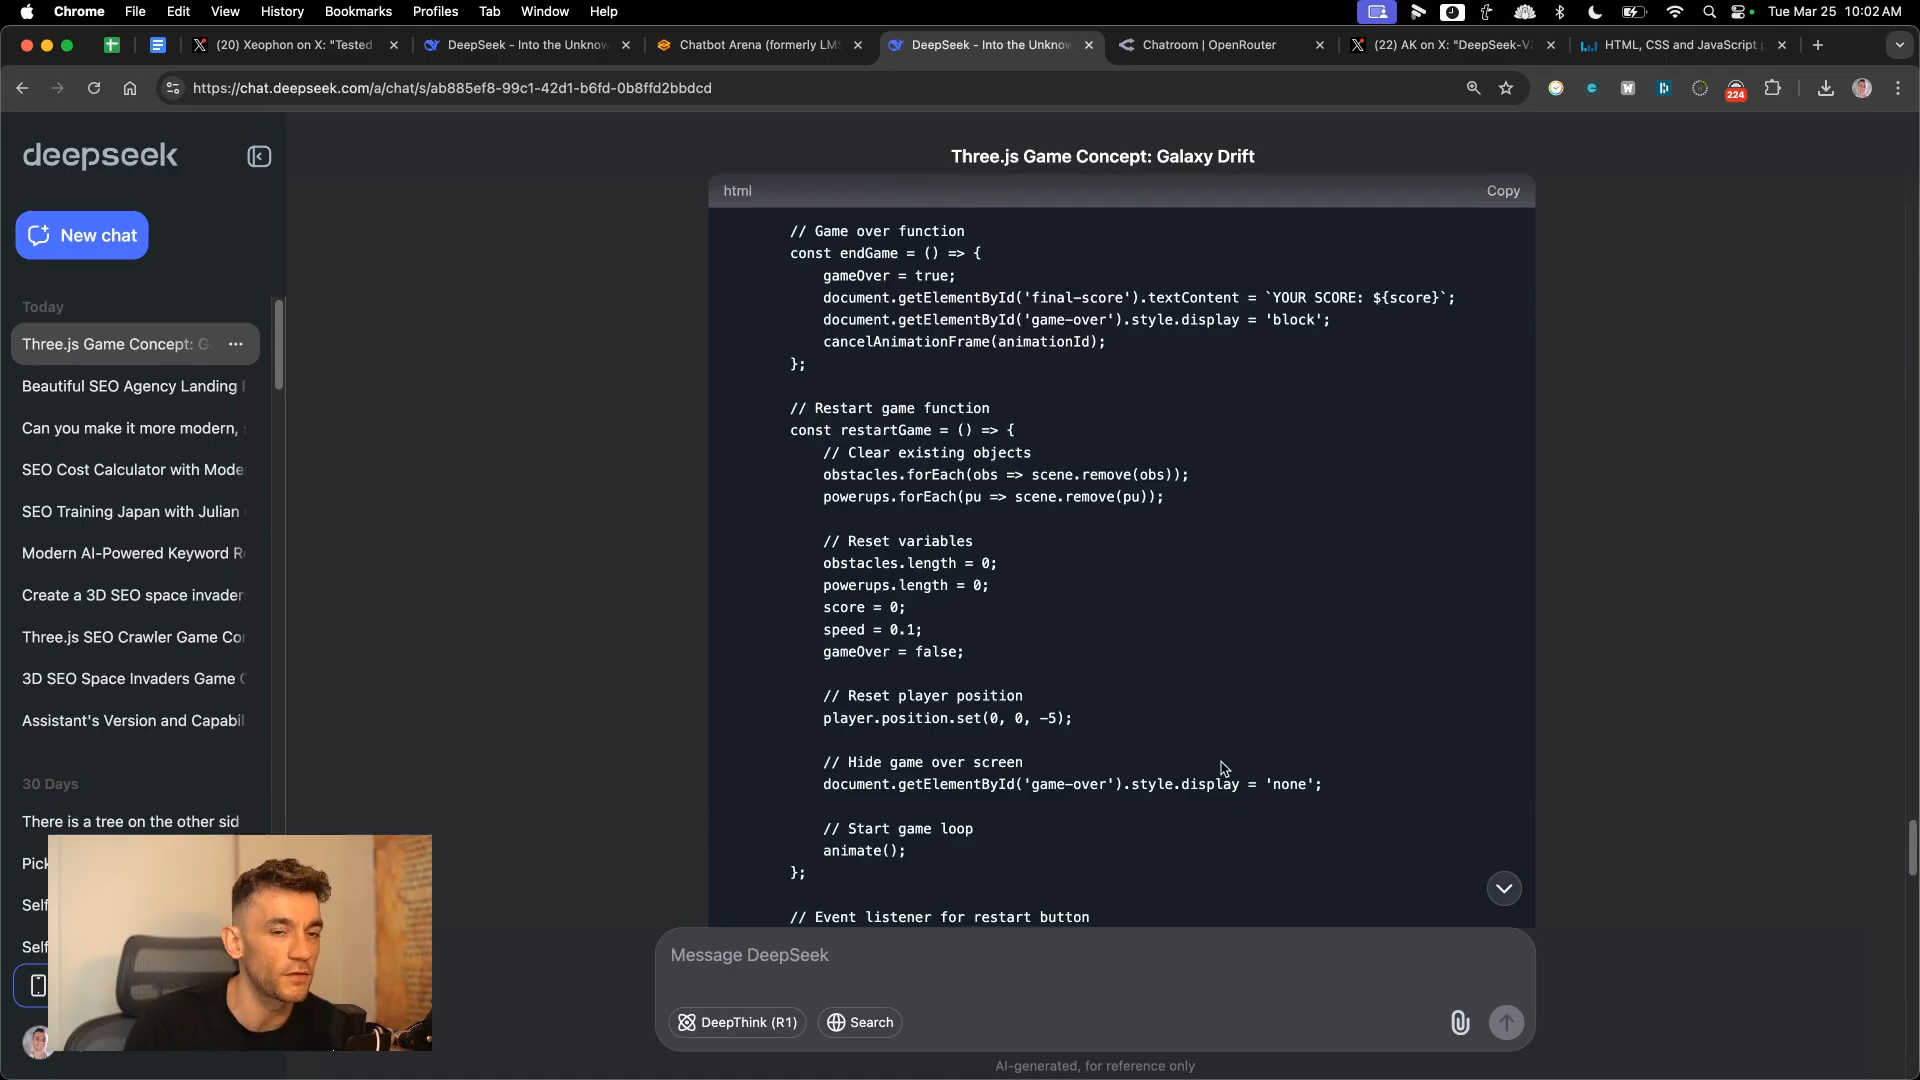 Chrome File Edit View History Bookmarks Profiles Tab Window Help Tue Mar 25 10:02 AM
(20) Xeophon on X: "Tested
DeepSeek - Into the Unknow
Chatbot Arena (formerly LMS
DeepSeek - Into the Unknow
Chatroom | OpenRouter
(22) AK on X: "DeepSeek-V3
HTML, CSS and JavaScript
https://chat.deepseek.com/a/chat/s/ab885ef8-99c1-42d1-b6fd-0b8ffd2bbdcd
224
deepseek
New chat
Today
Three.js Game Concept: G
Beautiful SEO Agency Landing
Can you make it more modern,
SEO Cost Calculator with Mode
SEO Training Japan with Julian
Modern AI-Powered Keyword R
Create a 3D SEO space invader
Three.js SEO Crawler Game Co
3D SEO Space Invaders Game
Assistant's Version and Capabil
30 Days
There is a tree on the other sid
Pick
Self
Self
Three.js Game Concept: Galaxy Drift
html
Copy
// Game over function
const endGame = () => {
gameOver = true;
document.getElementById('final-score').textContent = `YOUR SCORE: ${score}`;
document.getElementById('game-over').style.display = 'block';
cancelAnimationFrame(animationId);
};
// Restart game function
const restartGame = () => {
// Clear existing objects
obstacles.forEach(obs => scene.remove(obs));
powerups.forEach(pu => scene.remove(pu));
// Reset variables
obstacles.length = 0;
powerups.length = 0;
score = 0;
speed = 0.1;
gameOver = false;
// Reset player position
player.position.set(0, 0, -5);
// Hide game over screen
document.getElementById('game-over').style.display = 'none';
// Start game loop
animate();
};
// Event listener for restart button
Message DeepSeek
DeepThink (R1)
Search
AI-generated, for reference only